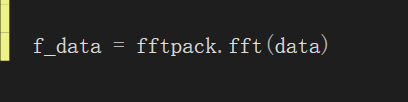 f_data = fftpack.fft(data)